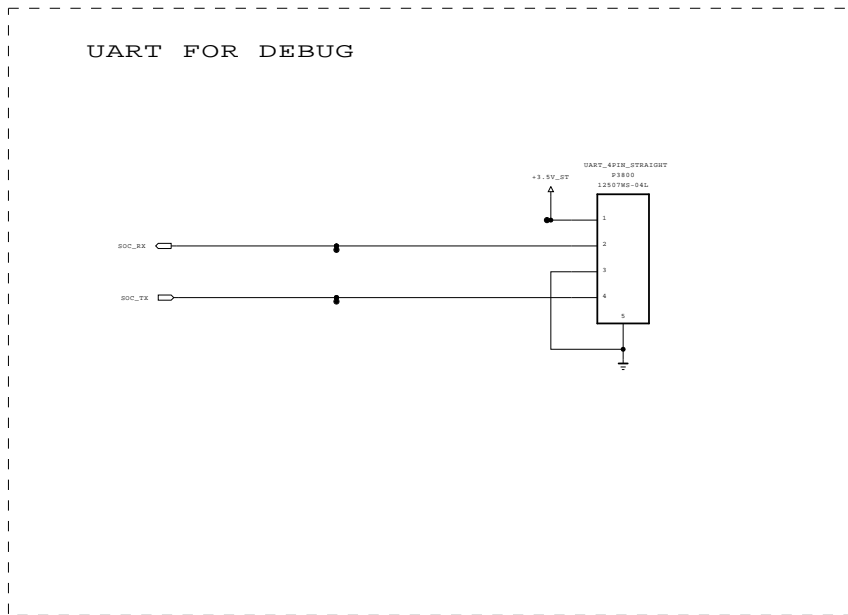 UART FOR DEBUG
UART_4PIN_STRAIGHT
P3800
12507WS-04L
+3.5V_ST
1
SOC_RX
2
3
SOC_TX
4
5